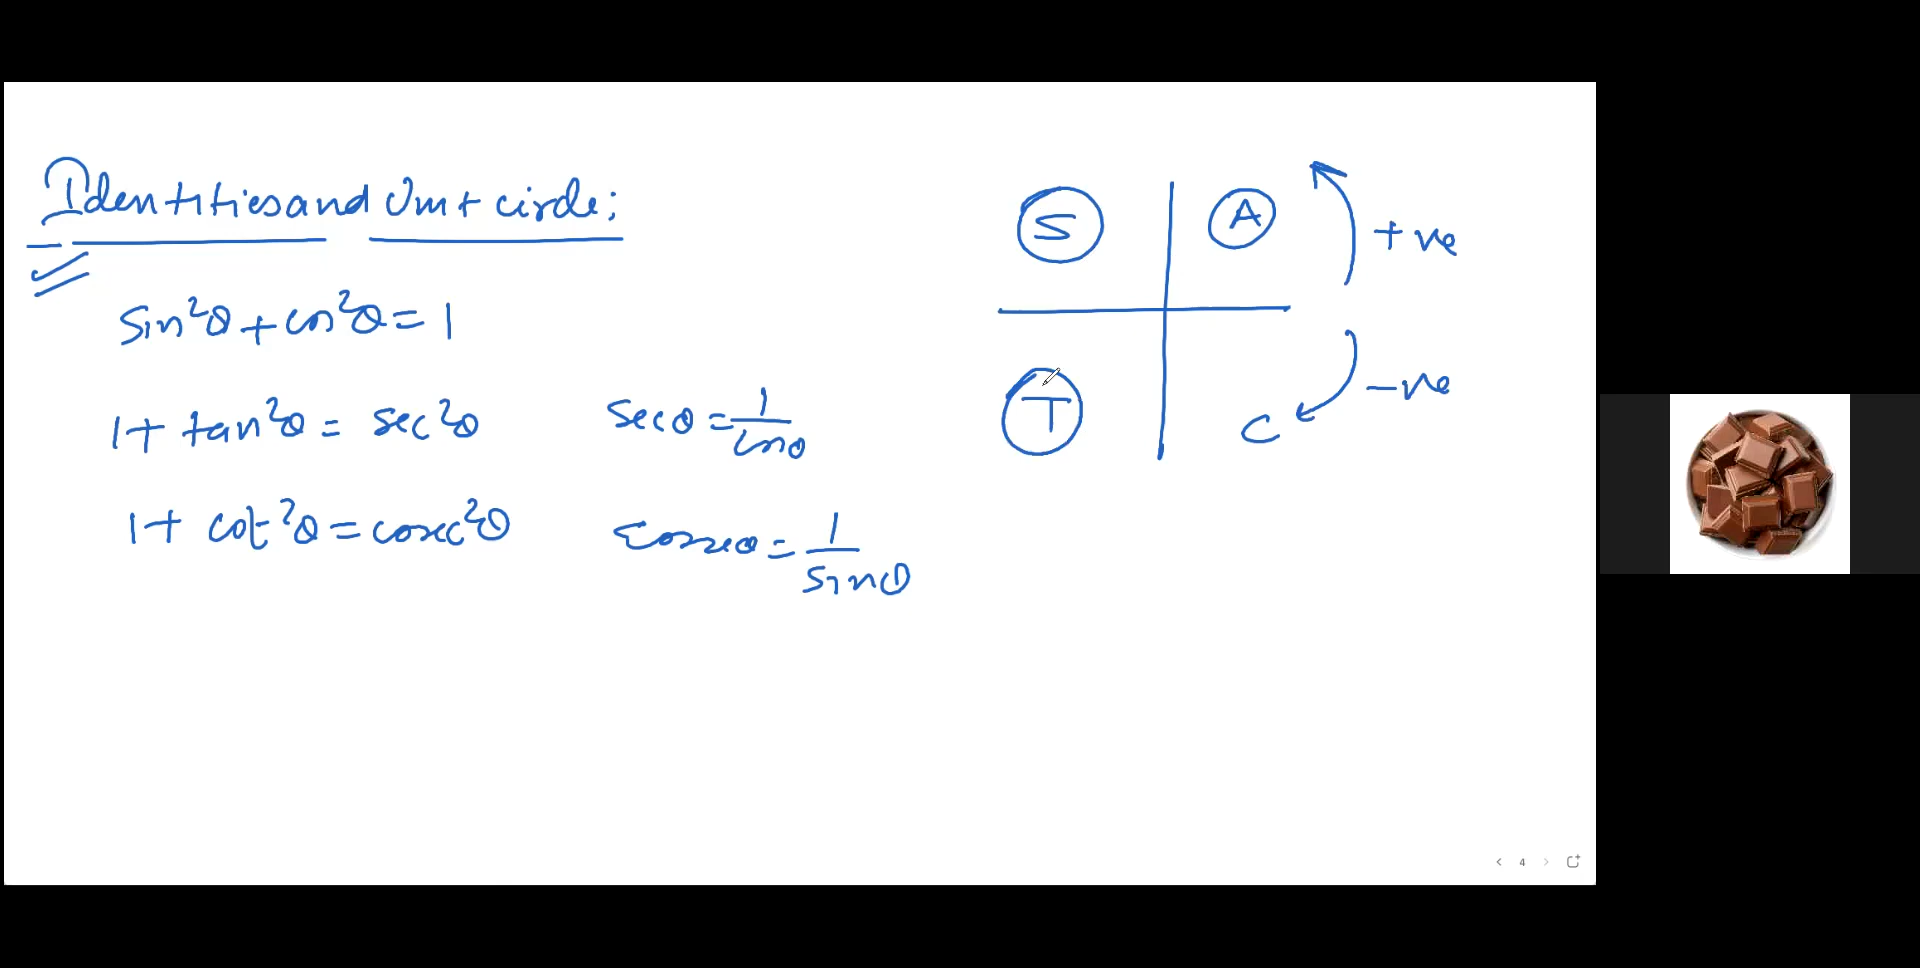 Identities and Unit circle:
sin²θ + cos²θ = 1
1 + tan²θ = sec²θ
secθ = 1/cosθ
1 + cot²θ = cosec²θ
cosecθ = 1/sinθ
S
A
+ve
T
C
-ve
4